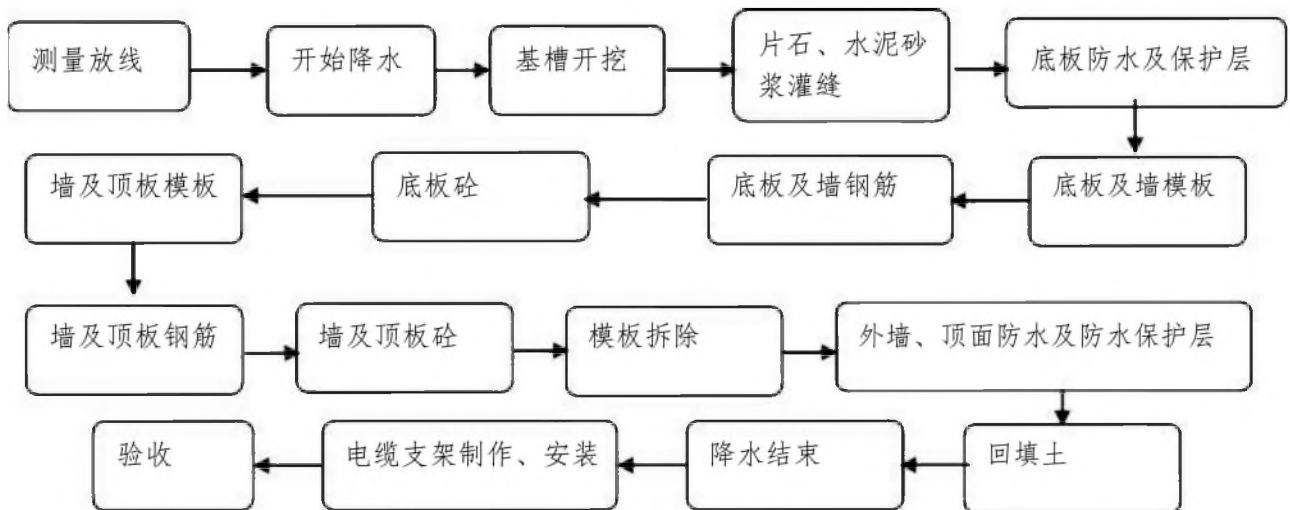 测量放线
开始降水
基槽开挖
片石、水泥砂
浆灌缝
底板防水及保护层
底板及墙模板
底板及墙钢筋
底板砼
墙及顶板模板
墙及顶板钢筋
墙及顶板砼
模板拆除
外墙、顶面防水及防水保护层
回填土
降水结束
电缆支架制作、安装
验收